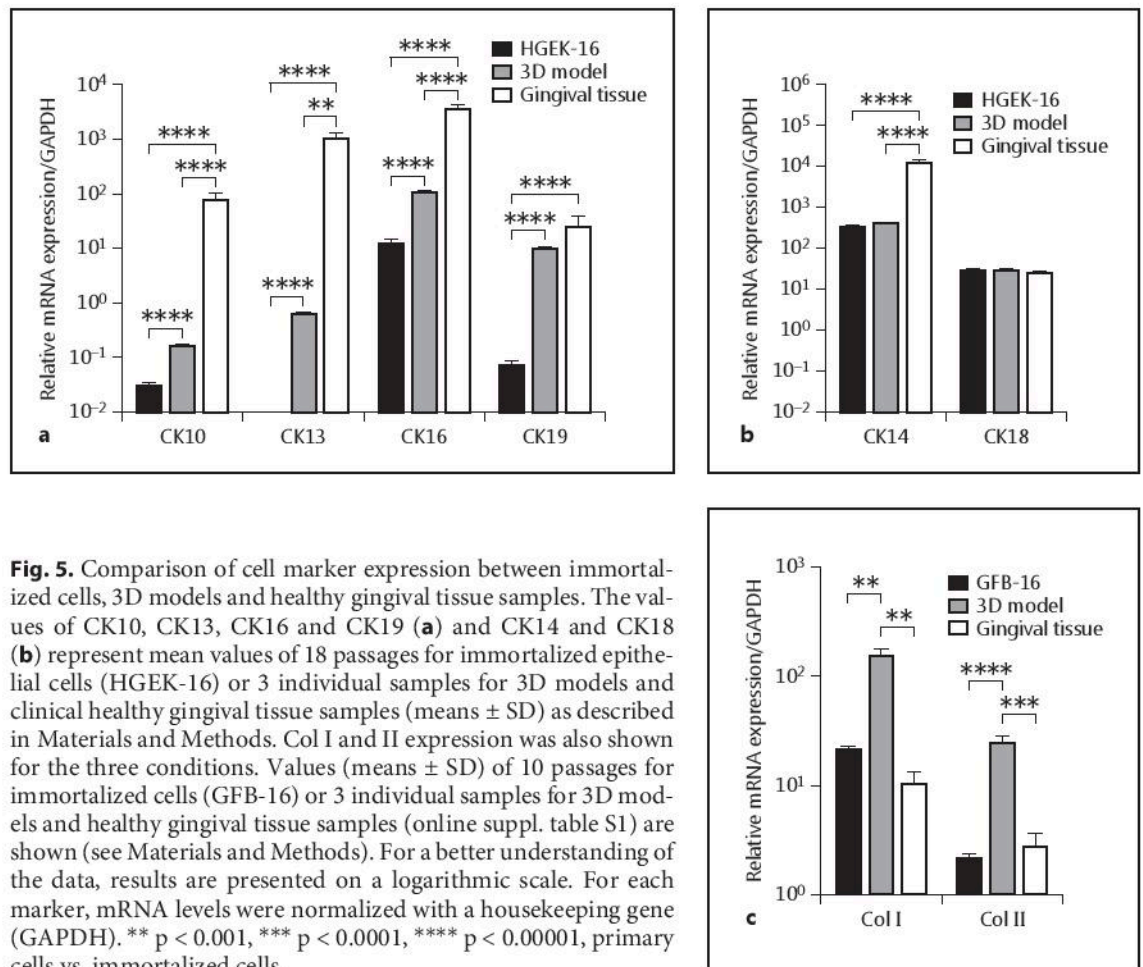 ****
****
****
****
****
**
****
****
****
****
****
****
HGEK-16
3D model
Gingival tissue
Relative mRNA expression/GAPDH
10⁴
10³
10²
10¹
10⁰
10⁻¹
10⁻²
a
CK10 CK13 CK16 CK19
****
****
HGEK-16
3D model
Gingival tissue
Relative mRNA expression/GAPDH
10⁶
10⁵
10⁴
10³
10²
10¹
10⁰
10⁻¹
10⁻²
b
CK14 CK18
Fig. 5. Comparison of cell marker expression between immortal-
ized cells, 3D models and healthy gingival tissue samples. The val-
ues of CK10, CK13, CK16 and CK19 (a) and CK14 and CK18
(b) represent mean values of 18 passages for immortalized epithe-
lial cells (HGEK-16) or 3 individual samples for 3D models and
clinical healthy gingival tissue samples (means ± SD) as described
in Materials and Methods. Col I and II expression was also shown
for the three conditions. Values (means ± SD) of 10 passages for
immortalized cells (GFB-16) or 3 individual samples for 3D mod-
els and healthy gingival tissue samples (online suppl. table S1) are
shown (see Materials and Methods). For a better understanding of
the data, results are presented on a logarithmic scale. For each
marker, mRNA levels were normalized with a housekeeping gene
(GAPDH). ** p < 0.001, *** p < 0.0001, **** p < 0.00001, primary
cells vs. immortalized cells
**
**
****
***
GFB-16
3D model
Gingival tissue
Relative mRNA expression/GAPDH
10³
10²
10¹
10⁰
c
Col I Col II